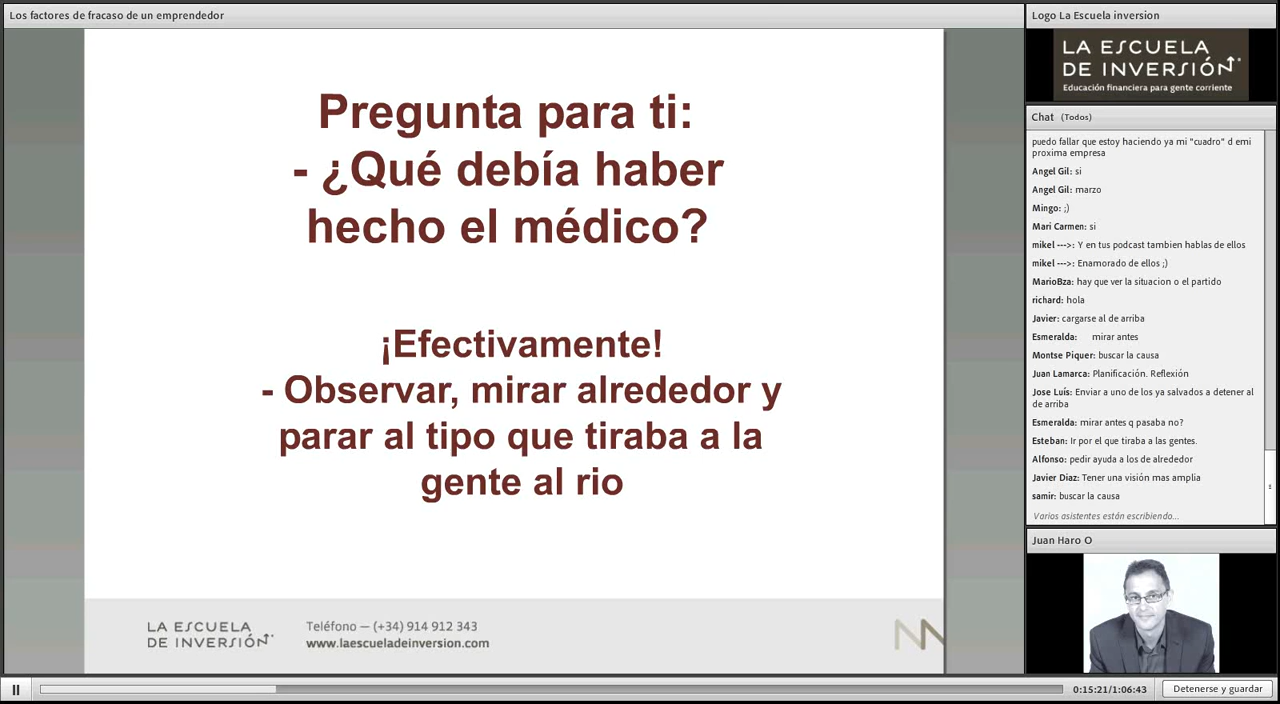 Los factores de fracaso de un emprendedor
Pregunta para ti:
- ¿Qué debía haber
hecho el médico?
¡Efectivamente!
- Observar, mirar alrededor y
parar al tipo que tiraba a la
gente al rio
LA ESCUELA
DE INVERSIÓN
Teléfono — (+34) 914 912 343
www.laescueladeinversion.com
Logo La Escuela inversion
LA ESCUELA
DE INVERSIÓN
Educación financiera para gente corriente
Chat (Todos)
puedo fallar que estoy haciendo ya mi "cuadro" d emi
proxima empresa
Angel Gil: si
Angel Gil: marzo
Mingo: ;)
Mari Carmen: si
mikel --->: Y en tus podcast tambien hablas de ellos
mikel --->: Enamorado de ellos ;)
MarioBza: hay que ver la situacion o el partido
richard: hola
Javier: cargarse al de arriba
Esmeralda: mirar antes
Montse Piquer: buscar la causa
Juan Lamarca: Planificación. Reflexión
Jose Luís: Enviar a uno de los ya salvados a detener al
de arriba
Esmeralda: mirar antes q pasaba no?
Esteban: Ir por el que tiraba a las gentes.
Alfonso: pedir ayuda a los de alrededor
Javier Diaz: Tener una visión mas amplia
samir: buscar la causa
Varios asistentes están escribiendo...
Juan Haro O
0:15:21/1:06:43
Detenerse y guardar